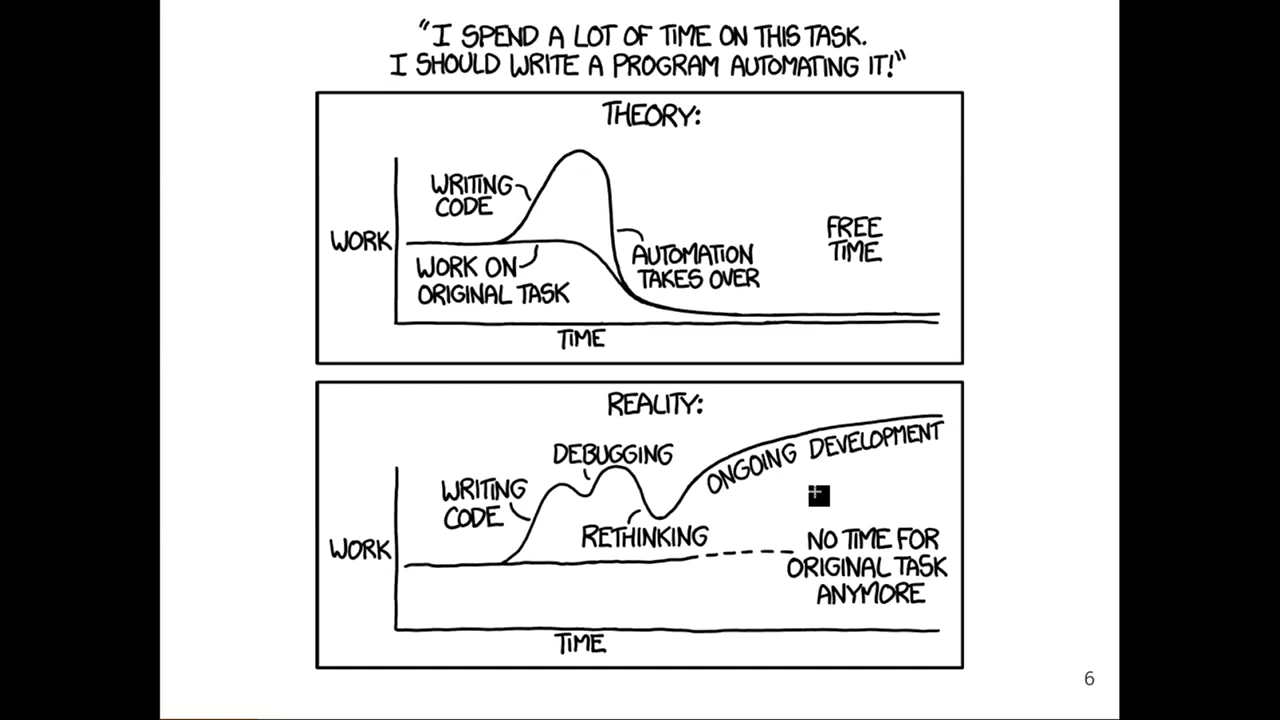 "I SPEND A LOT OF TIME ON THIS TASK.
I SHOULD WRITE A PROGRAM AUTOMATING IT!"
THEORY:
WRITING
CODE
WORK
WORK ON
ORIGINAL TASK
AUTOMATION
TAKES OVER
FREE
TIME
TIME
REALITY:
WRITING
CODE
DEBUGGING
RETHINKING
ONGOING DEVELOPMENT
WORK
NO TIME FOR
ORIGINAL TASK
ANYMORE
TIME
6